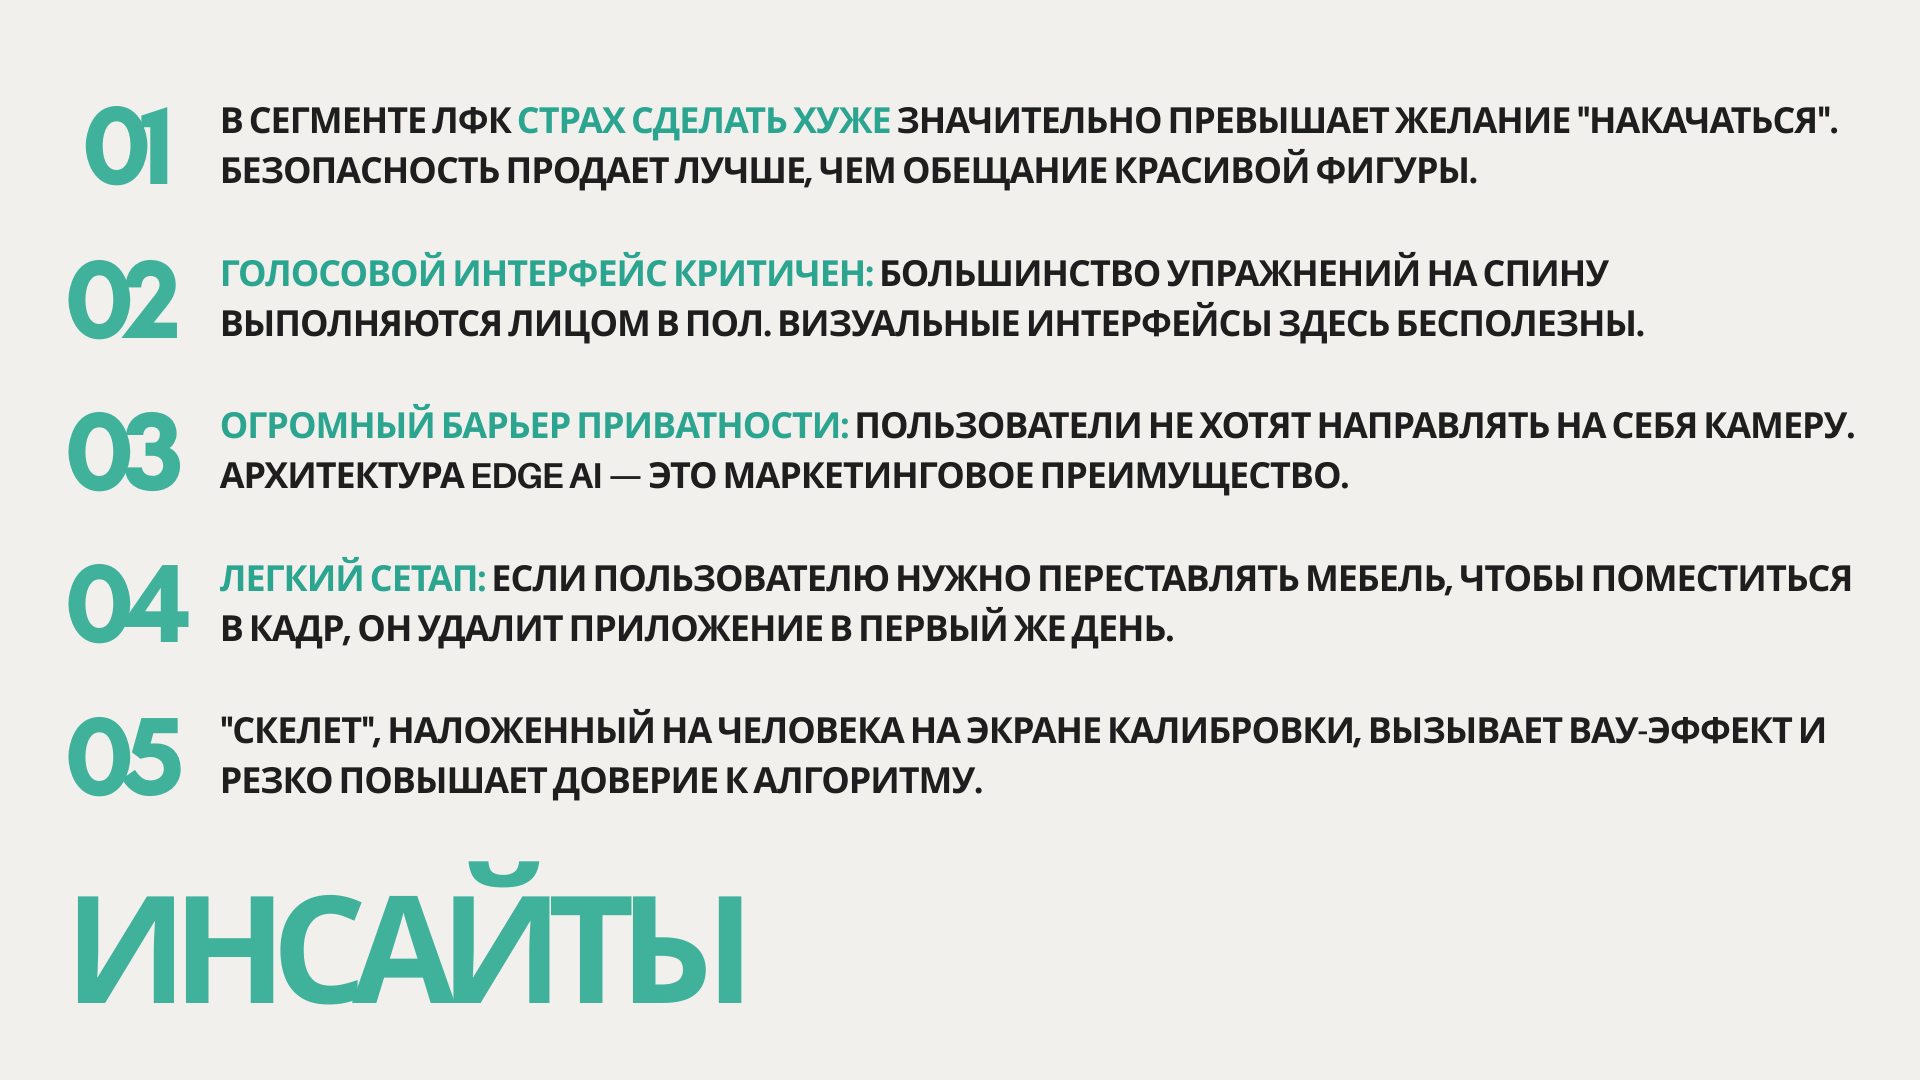 01
В СЕГМЕНТЕ ЛФК СТРАХ СДЕЛАТЬ ХУЖЕ ЗНАЧИТЕЛЬНО ПРЕВЫШАЕТ ЖЕЛАНИЕ "НАКАЧАТЬСЯ".
БЕЗОПАСНОСТЬ ПРОДАЕТ ЛУЧШЕ, ЧЕМ ОБЕЩАНИЕ КРАСИВОЙ ФИГУРЫ.
02
ГОЛОСОВОЙ ИНТЕРФЕЙС КРИТИЧЕН: БОЛЬШИНСТВО УПРАЖНЕНИЙ НА СПИНУ
ВЫПОЛНЯЮТСЯ ЛИЦОМ В ПОЛ. ВИЗУАЛЬНЫЕ ИНТЕРФЕЙСЫ ЗДЕСЬ БЕСПОЛЕЗНЫ.
03
ОГРОМНЫЙ БАРЬЕР ПРИВАТНОСТИ: ПОЛЬЗОВАТЕЛИ НЕ ХОТЯТ НАПРАВЛЯТЬ НА СЕБЯ КАМЕРУ.
АРХИТЕКТУРА EDGE AI — ЭТО МАРКЕТИНГОВОЕ ПРЕИМУЩЕСТВО.
04
ЛЕГКИЙ СЕТАП: ЕСЛИ ПОЛЬЗОВАТЕЛЮ НУЖНО ПЕРЕСТАВЛЯТЬ МЕБЕЛЬ, ЧТОБЫ ПОМЕСТИТЬСЯ
В КАДР, ОН УДАЛИТ ПРИЛОЖЕНИЕ В ПЕРВЫЙ ЖЕ ДЕНЬ.
05
"СКЕЛЕТ", НАЛОЖЕННЫЙ НА ЧЕЛОВЕКА НА ЭКРАНЕ КАЛИБРОВКИ, ВЫЗЫВАЕТ ВАУ-ЭФФЕКТ И
РЕЗКО ПОВЫШАЕТ ДОВЕРИЕ К АЛГОРИТМУ.
ИНСАЙТЫ